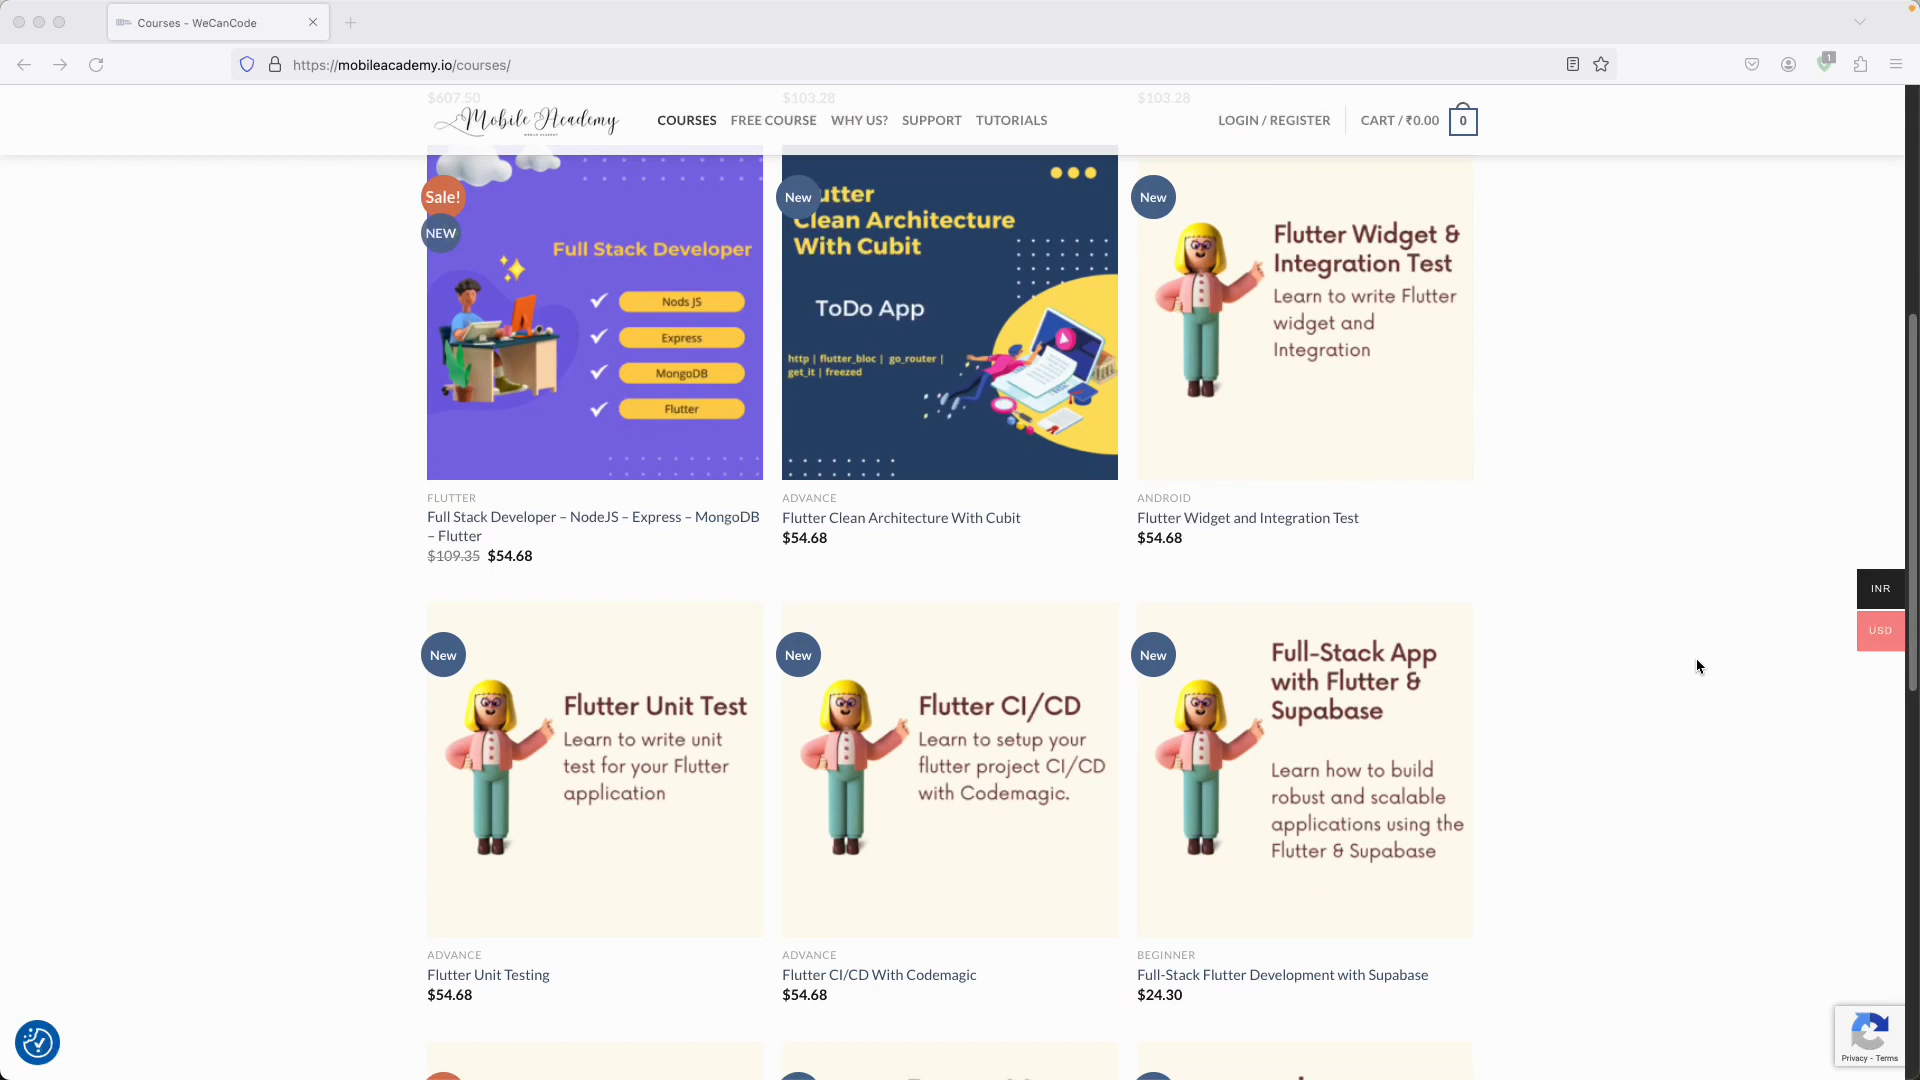 Courses - WeCanCode
https://mobileacademy.io/courses/
1
$607.50
$103.28
$103.28
Mobile Academy
MOBILE ACADEMY
COURSES
FREE COURSE
WHY US?
SUPPORT
TUTORIALS
LOGIN / REGISTER
CART / ₹0.00
0
Sale!
NEW
Full Stack Developer
Nods JS
Express
MongoDB
Flutter
New
utter
Clean Architecture
With Cubit
ToDo App
http | flutter_bloc | go_router |
get_it | freezed
New
Flutter Widget &
Integration Test
Learn to write Flutter
widget and
Integration
FLUTTER
Full Stack Developer – NodeJS – Express – MongoDB
– Flutter
$109.35 $54.68
ADVANCE
Flutter Clean Architecture With Cubit
$54.68
ANDROID
Flutter Widget and Integration Test
$54.68
INR
USD
New
Flutter Unit Test
Learn to write unit
test for your Flutter
application
New
Flutter CI/CD
Learn to setup your
flutter project CI/CD
with Codemagic.
New
Full-Stack App
with Flutter &
Supabase
Learn how to build
robust and scalable
applications using the
Flutter & Supabase
ADVANCE
Flutter Unit Testing
$54.68
ADVANCE
Flutter CI/CD With Codemagic
$54.68
BEGINNER
Full-Stack Flutter Development with Supabase
$24.30
Privacy - Terms